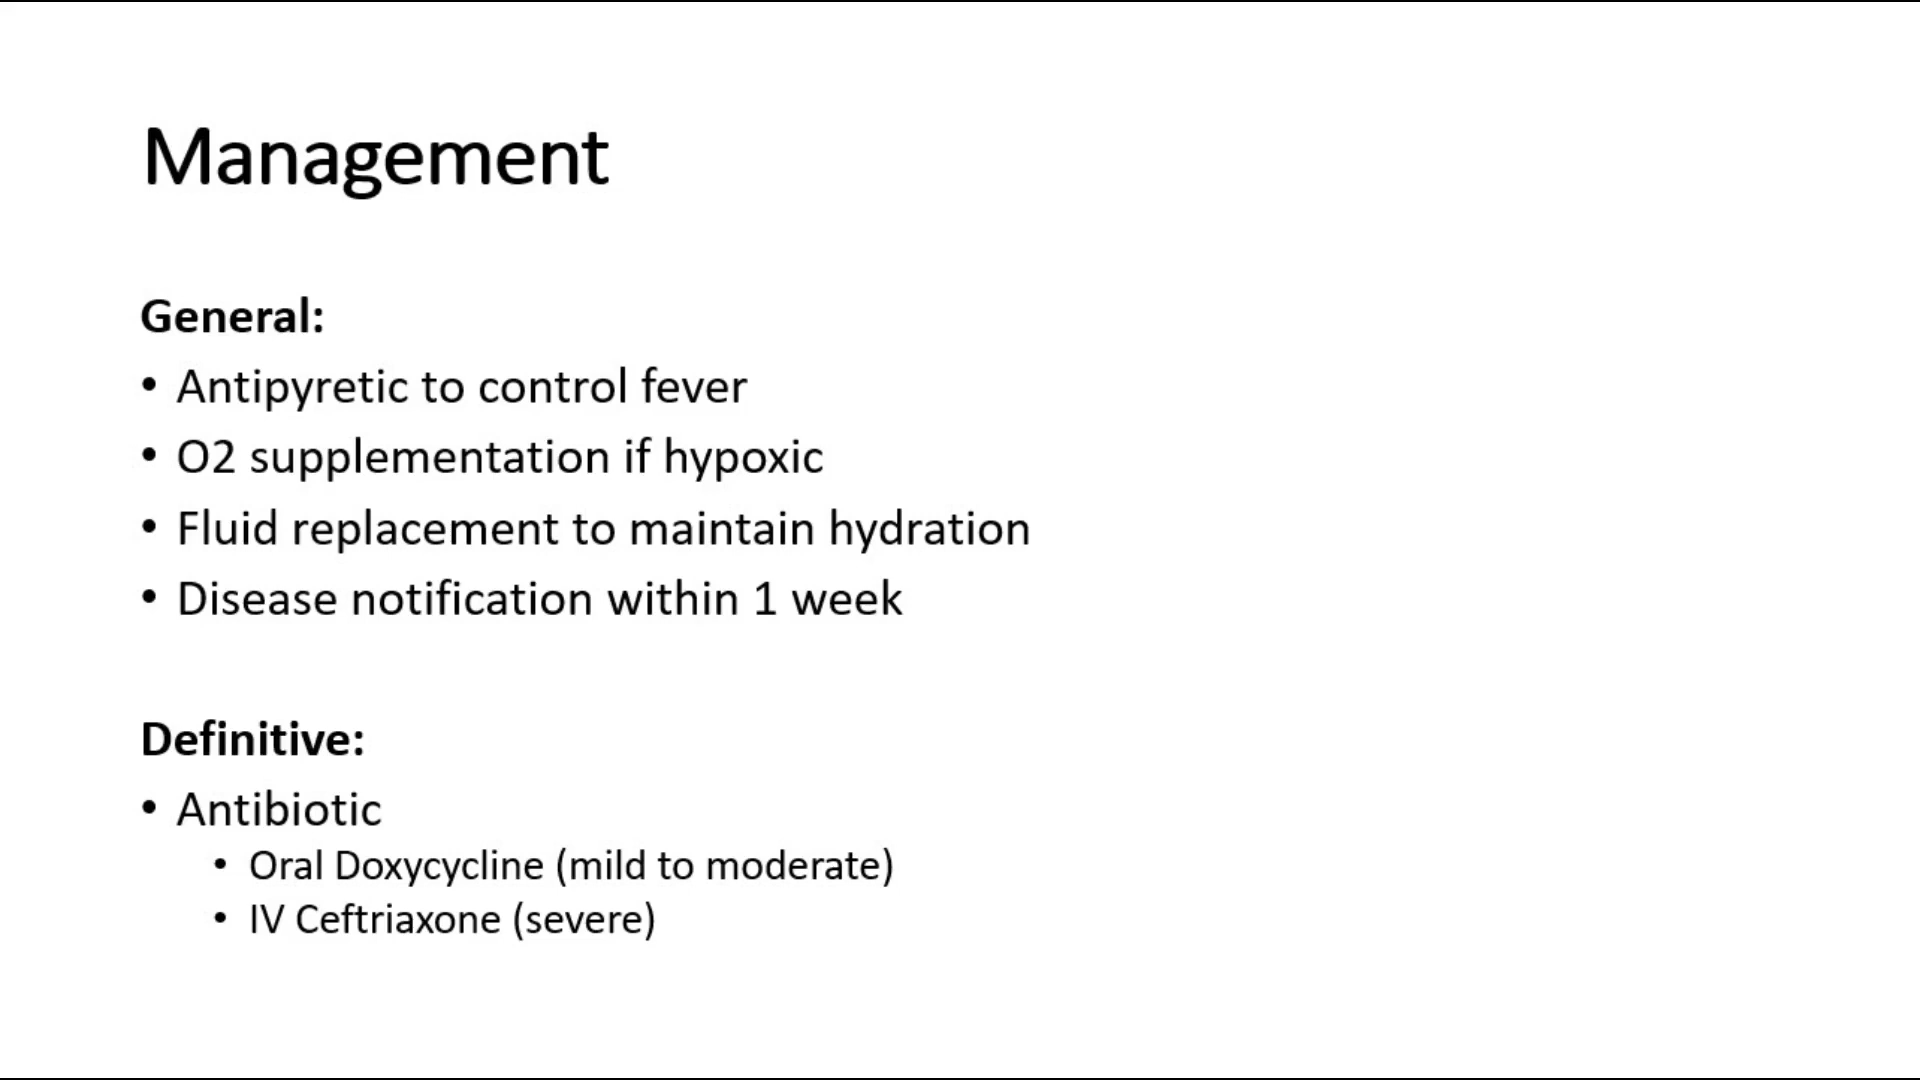 Management
General:
• Antipyretic to control fever
• O2 supplementation if hypoxic
• Fluid replacement to maintain hydration
• Disease notification within 1 week
Definitive:
• Antibiotic
• Oral Doxycycline (mild to moderate)
• IV Ceftriaxone (severe)